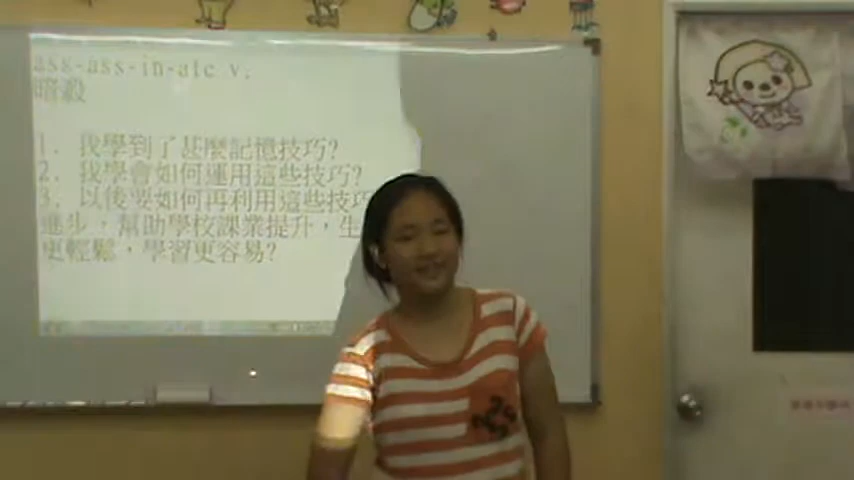 ass-ass-in-ate v.
暗殺
1. 我學到了甚麼記憶技巧?
2. 我學會如何運用這些技巧?
3. 以後要如何再利用這些技巧
進步，幫助學校課業提升，生
更輕鬆，學習更容易?